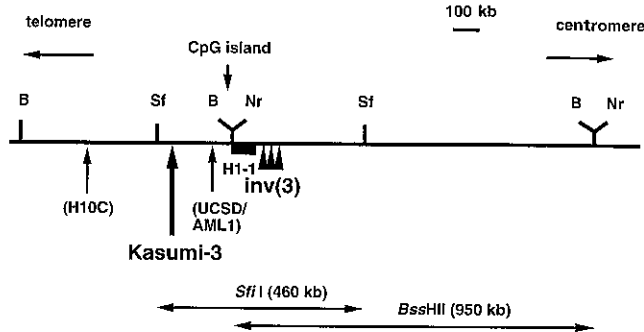 telomere
100 kb
centromere
CpG island
B
Sf
B
Nr
Sf
B
Nr
H1-1
inv(3)
(H10C)
(UCSD/
AML1)
Kasumi-3
Sfi I (460 kb)
BssHII (950 kb)